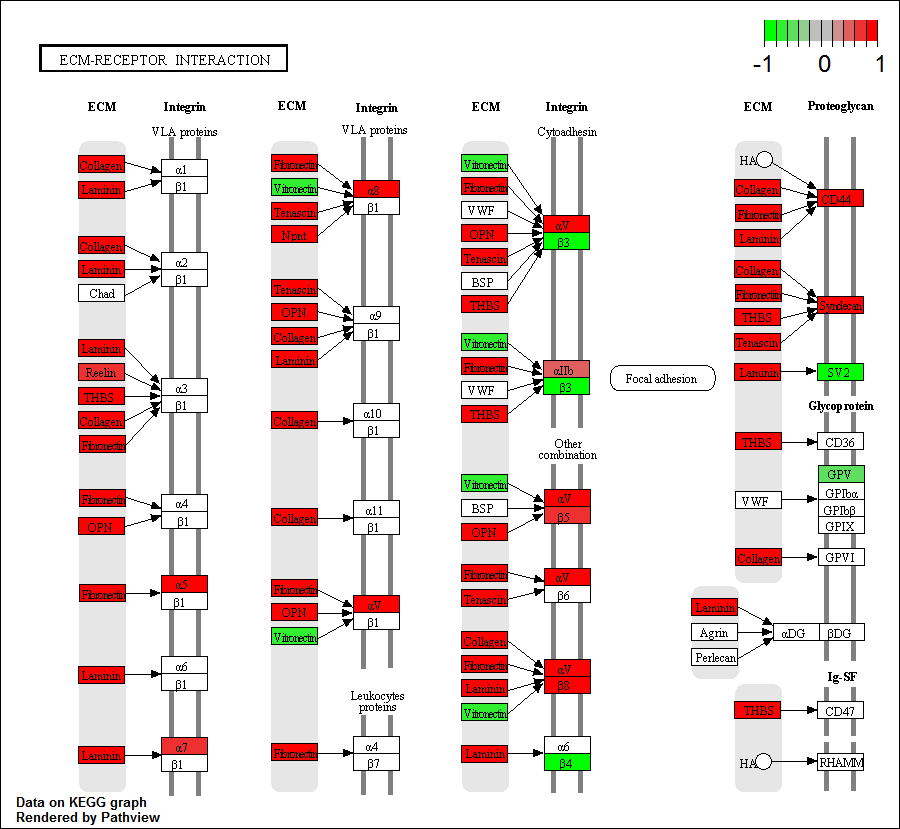 ECM-RECEPTOR INTERACTION
-1 0 1
ECM
Integrin
VLA proteins
Collagen
Laminin
α1
β1
Collagen
Laminin
Chad
α2
β1
Laminin
Reelin
THBS
Collagen
Fibronectin
α3
β1
Fibronectin
OPN
α4
β1
Fibronectin
α5
β1
Laminin
α6
β1
Laminin
α7
β1
ECM
Integrin
VLA proteins
Fibronectin
Vitronectin
Tenascin
Npnt
α8
β1
Tenascin
OPN
Collagen
Laminin
α9
β1
Collagen
α10
β1
Collagen
α11
β1
Fibronectin
OPN
Vitronectin
αV
β1
Leukocytes
proteins
Fibronectin
α4
β7
ECM
Integrin
Cytoadhesin
Vitronectin
Fibronectin
VWF
OPN
Tenascin
BSP
THBS
αV
β3
Vitronectin
Fibronectin
VWF
THBS
αIIb
β3
Other
combination
Vitronectin
BSP
OPN
αV
β5
Fibronectin
Tenascin
αV
β6
Collagen
Fibronectin
Laminin
Vitronectin
αV
β8
Laminin
α6
β4
Focal adhesion
ECM
Proteoglycan
HA
Collagen
Fibronectin
Laminin
CD44
Collagen
Fibronectin
THBS
Tenascin
Syndecan
Laminin
SV2
Glycoprotein
THBS
CD36
VWF
GPV
GPIbα
GPIbβ
GPIX
Collagen
GPVI
Laminin
Agrin
Perlecan
αDG
βDG
Ig-SF
THBS
CD47
HA
RHAMM
Data on KEGG graph
Rendered by Pathview